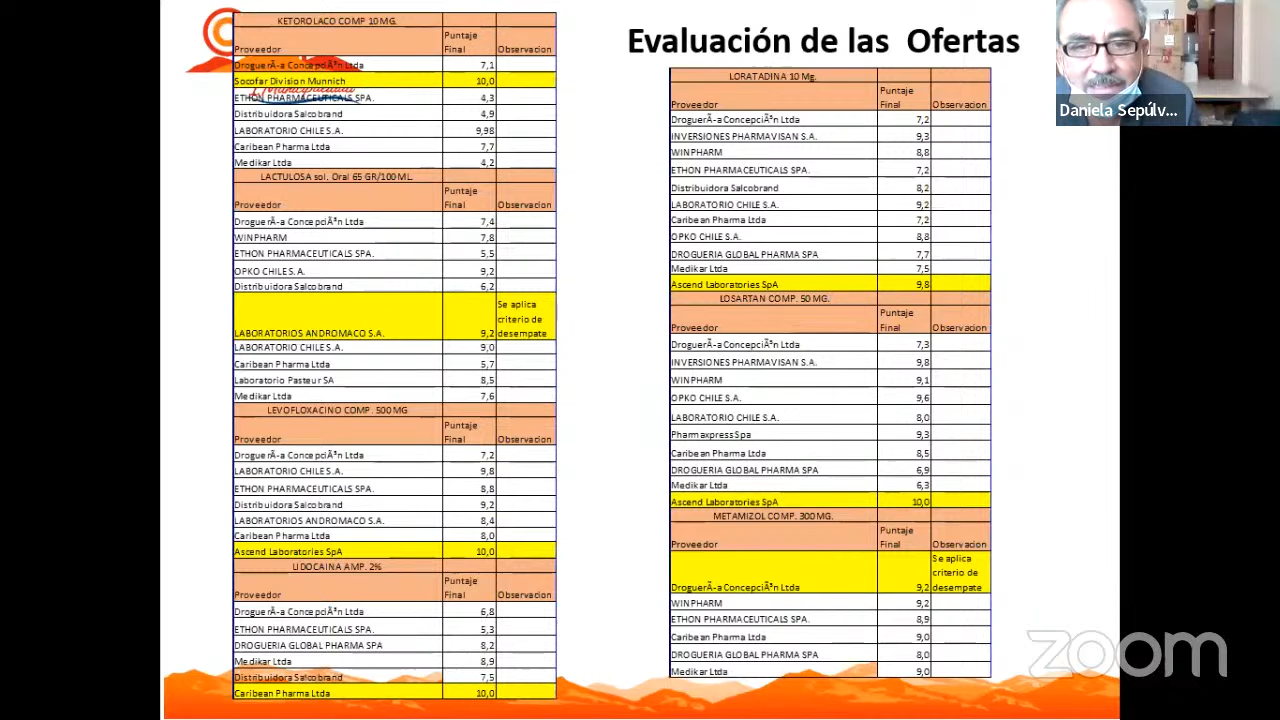 Evaluación de las Ofertas
KETOROLACO COMP 10 MG.
Proveedor Puntaje Final Observacion
DroguerÃ-a ConcepciÃ³n Ltda 7,1
Socofar Division Munnich 10,0
ETHON PHARMACEUTICALS SPA. 4,3
Distribuidora Salcobrand 4,9
LABORATORIO CHILE S.A. 9,98
Caribean Pharma Ltda 7,7
Medikar Ltda 4,2
LACTULOSA sol. Oral 65 GR/100 ML.
Proveedor Puntaje Final Observacion
DroguerÃ-a ConcepciÃ³n Ltda 7,4
WINPHARM 7,8
ETHON PHARMACEUTICALS SPA. 5,5
OPKO CHILE S.A. 9,2
Distribuidora Salcobrand 6,2
LABORATORIOS ANDROMACO S.A. 9,2 Se aplica criterio de desempate
LABORATORIO CHILE S.A. 9,0
Caribean Pharma Ltda 5,7
Laboratorio Pasteur SA 8,5
Medikar Ltda 7,6
LEVOFLOXACINO COMP. 500 MG
Proveedor Puntaje Final Observacion
DroguerÃ-a ConcepciÃ³n Ltda 7,2
LABORATORIO CHILE S.A. 9,8
ETHON PHARMACEUTICALS SPA. 8,8
Distribuidora Salcobrand 9,2
LABORATORIOS ANDROMACO S.A. 8,4
Caribean Pharma Ltda 8,0
Ascend Laboratories SpA 10,0
LIDOCAINA AMP. 2%
Proveedor Puntaje Final Observacion
DroguerÃ-a ConcepciÃ³n Ltda 6,8
ETHON PHARMACEUTICALS SPA. 5,3
DROGUERIA GLOBAL PHARMA SPA 8,2
Medikar Ltda 8,9
Distribuidora Salcobrand 7,5
Caribean Pharma Ltda 10,0
LORATADINA 10 Mg.
Proveedor Puntaje Final Observacion
DroguerÃ-a ConcepciÃ³n Ltda 7,2
INVERSIONES PHARMAVISAN S.A. 9,3
WINPHARM 8,8
ETHON PHARMACEUTICALS SPA. 7,2
Distribuidora Salcobrand 8,2
LABORATORIO CHILE S.A. 9,2
Caribean Pharma Ltda 7,2
OPKO CHILE S.A. 8,8
DROGUERIA GLOBAL PHARMA SPA 7,7
Medikar Ltda 7,5
Ascend Laboratories SpA 9,8
LOSARTAN COMP. 50 MG.
Proveedor Puntaje Final Observacion
DroguerÃ-a ConcepciÃ³n Ltda 7,3
INVERSIONES PHARMAVISAN S.A. 9,8
WINPHARM 9,1
OPKO CHILE S.A. 9,6
LABORATORIO CHILE S.A. 8,0
Pharmaxpress Spa 9,3
Caribean Pharma Ltda 8,5
DROGUERIA GLOBAL PHARMA SPA 6,9
Medikar Ltda 6,3
Ascend Laboratories SpA 10,0
METAMIZOL COMP. 300 MG.
Proveedor Puntaje Final Observacion
DroguerÃ-a ConcepciÃ³n Ltda 9,2 Se aplica criterio de desempate
WINPHARM 9,2
ETHON PHARMACEUTICALS SPA. 8,9
Caribean Pharma Ltda 9,0
DROGUERIA GLOBAL PHARMA SPA 8,0
Medikar Ltda 9,0
Daniela Sepúlv...
zoom